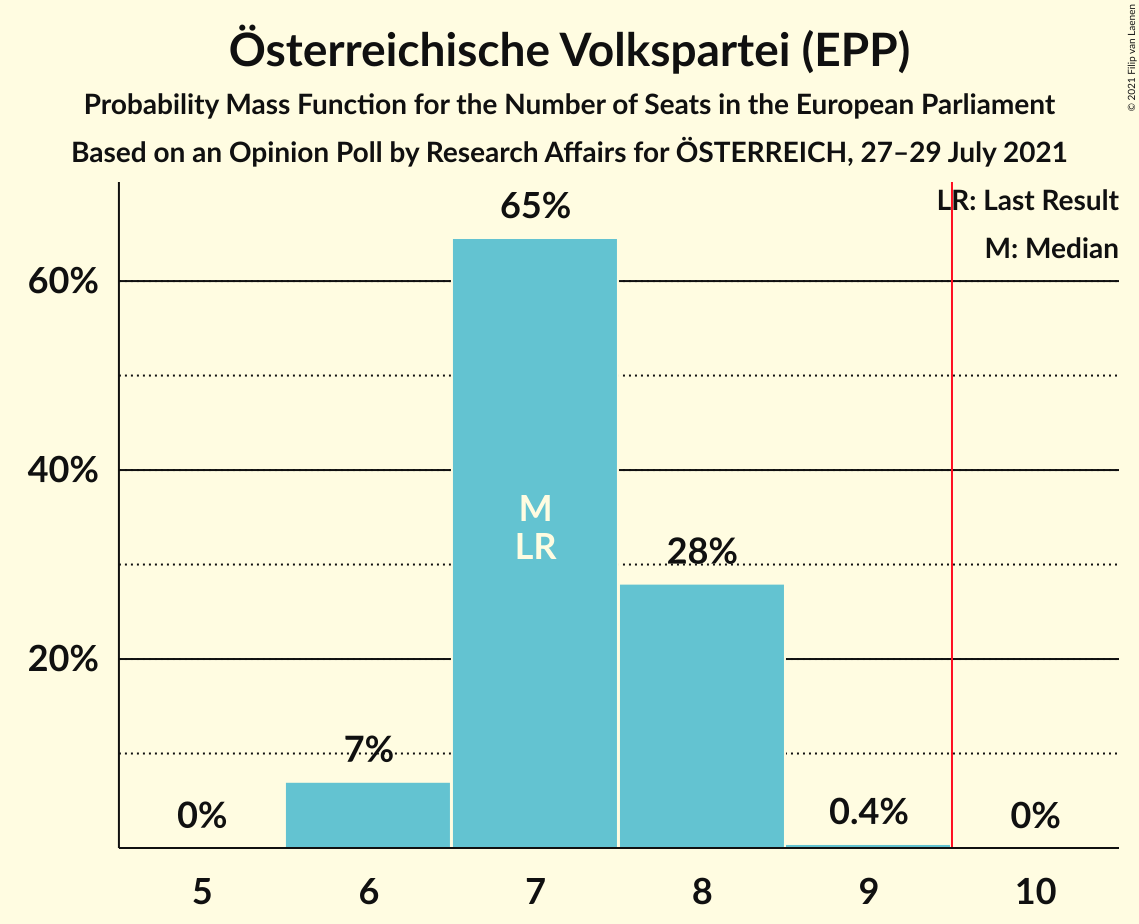 Österreichische Volkspartei (EPP)
Probability Mass Function for the Number of Seats in the European Parliament
Based on an Opinion Poll by Research Affairs for ÖSTERREICH, 27–29 July 2021
© 2021 Filip van Laenen
LR: Last Result
M: Median
60%
40%
20%
0%
7%
65%
M
LR
28%
0.4%
0%
5 6 7 8 9 10